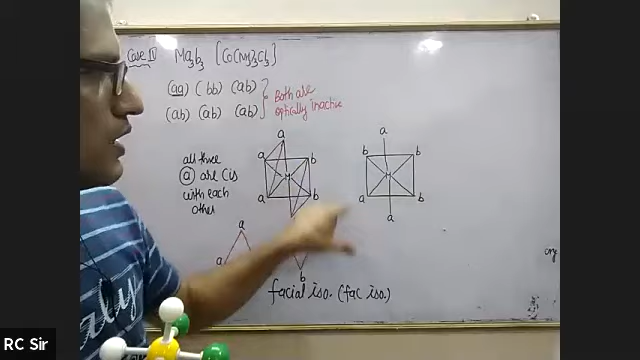 Case IV Ma3b3 [Co(NH3)3Cl3]
(aa) (bb) (ab)
(ab) (ab) (ab)
Both are
optically inactive
all three
a are Cis
with each
other
a
a b
M
a b
a
b b
M
a b
a
a
a
b
facial iso. (fac iso.)
RC Sir